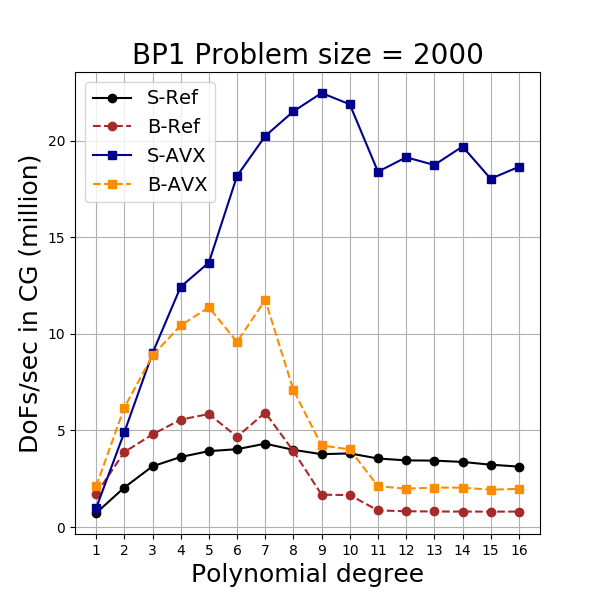 BP1 Problem size = 2000
S-Ref
B-Ref
S-AVX
B-AVX
DoFs/sec in CG (million)
20
15
10
5
0
1 2 3 4 5 6 7 8 9 10 11 12 13 14 15 16
Polynomial degree